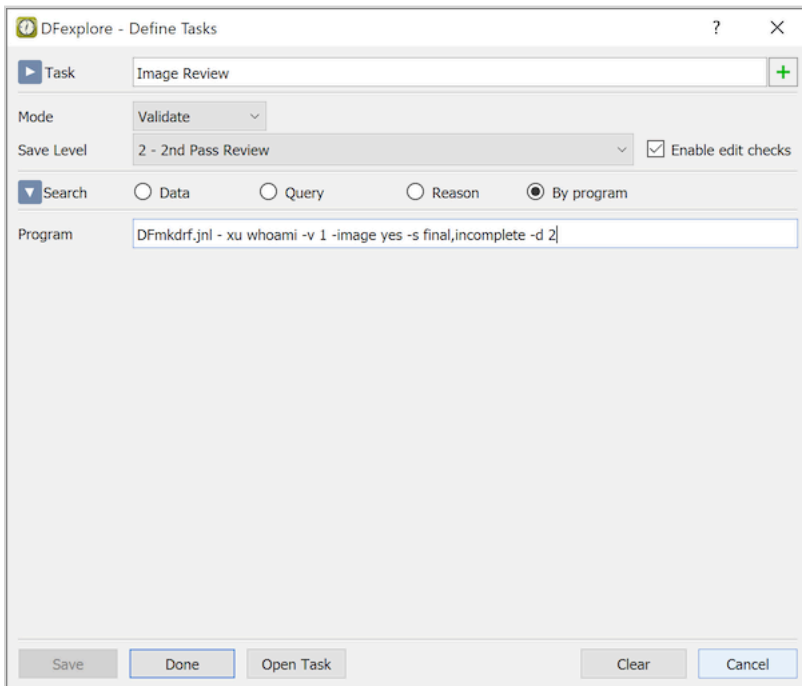 DFexplore - Define Tasks ? ×
Task Image Review +
Mode Validate
Save Level 2 - 2nd Pass Review Enable edit checks
Search Data Query Reason By program
Program DFmkdrf.jnl - xu whoami -v 1 -image yes -s final,incomplete -d 2
Save Done Open Task Clear Cancel